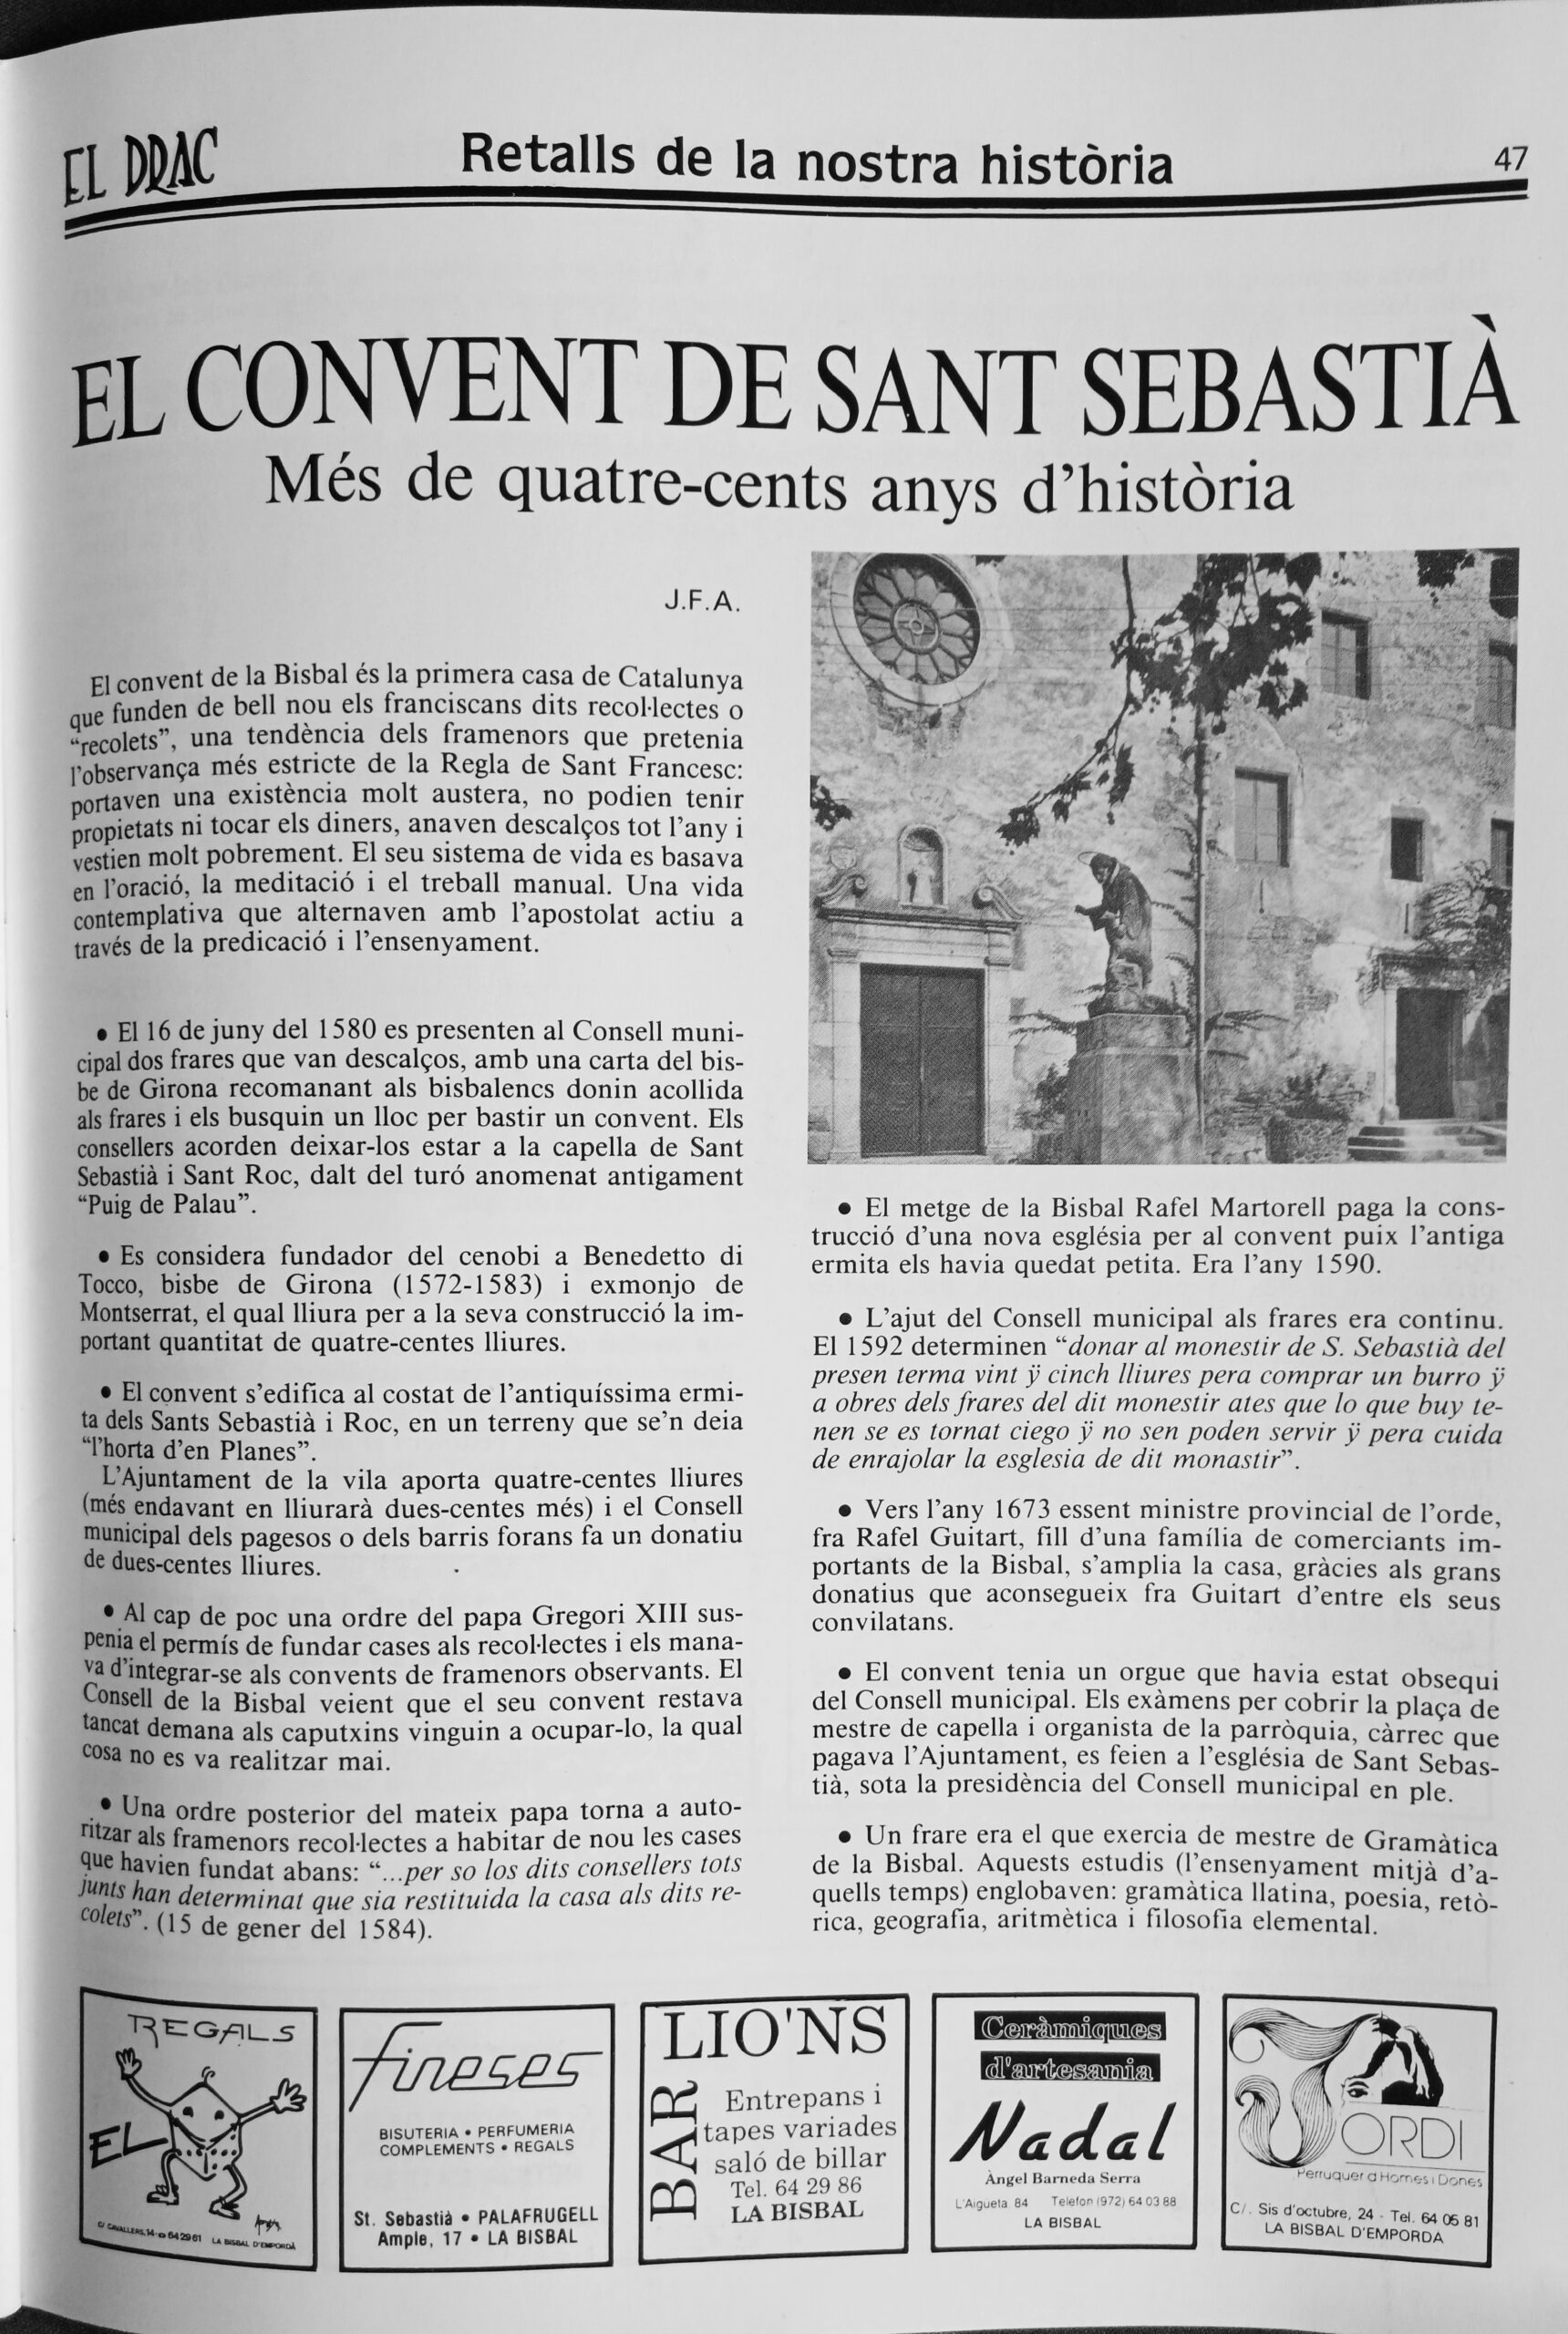 EL DRAC
Retalls de la nostra història
47
EL CONVENT DE SANT SEBASTIÀ
Més de quatre-cents anys d'història
J.F.A.
El convent de la Bisbal és la primera casa de Catalunya
que funden de bell nou els franciscans dits recol·lectes o
“recolets”, una tendència dels framenors que pretenia
l'observança més estricte de la Regla de Sant Francesc:
portaven una existència molt austera, no podien tenir
propietats ni tocar els diners, anaven descalços tot l'any i
vestien molt pobrement. El seu sistema de vida es basava
en l'oració, la meditació i el treball manual. Una vida
contemplativa que alternaven amb l'apostolat actiu a
través de la predicació i l'ensenyament.
• El 16 de juny del 1580 es presenten al Consell muni-
cipal dos frares que van descalços, amb una carta del bis-
be de Girona recomanant als bisbalencs donin acollida
als frares i els busquin un lloc per bastir un convent. Els
consellers acorden deixar-los estar a la capella de Sant
Sebastià i Sant Roc, dalt del turó anomenat antigament
“Puig de Palau”.
• Es considera fundador del cenobi a Benedetto di
Tocco, bisbe de Girona (1572-1583) i exmonjo de
Montserrat, el qual lliura per a la seva construcció la im-
portant quantitat de quatre-centes lliures.
• El convent s'edifica al costat de l'antiquíssima ermi-
ta dels Sants Sebastià i Roc, en un terreny que se'n deia
“l'horta d'en Planes”.
L'Ajuntament de la vila aporta quatre-centes lliures
(més endavant en lliurarà dues-centes més) i el Consell
municipal dels pagesos o dels barris forans fa un donatiu
de dues-centes lliures.
• Al cap de poc una ordre del papa Gregori XIII sus-
penia el permís de fundar cases als recol·lectes i els mana-
va d'integrar-se als convents de framenors observants. El
Consell de la Bisbal veient que el seu convent restava
tancat demana als caputxins vinguin a ocupar-lo, la qual
cosa no es va realitzar mai.
• Una ordre posterior del mateix papa torna a auto-
ritzar als framenors recol·lectes a habitar de nou les cases
que havien fundat abans: “...per so los dits consellers tots
junts han determinat que sia restituida la casa als dits re-
colets”. (15 de gener del 1584).
• El metge de la Bisbal Rafel Martorell paga la cons-
trucció d'una nova església per al convent puix l'antiga
ermita els havia quedat petita. Era l'any 1590.
• L'ajut del Consell municipal als frares era continu.
El 1592 determinen “donar al monestir de S. Sebastià del
presen terma vint ÿ cinch lliures pera comprar un burro ÿ
a obres dels frares del dit monestir ates que lo que buy te-
nen se es tornat ciego ÿ no sen poden servir ÿ pera cuida
de enrajolar la esglesia de dit monastir”.
• Vers l'any 1673 essent ministre provincial de l'orde,
fra Rafel Guitart, fill d'una família de comerciants im-
portants de la Bisbal, s'amplia la casa, gràcies als grans
donatius que aconsegueix fra Guitart d'entre els seus
convilatans.
• El convent tenia un orgue que havia estat obsequi
del Consell municipal. Els exàmens per cobrir la plaça de
mestre de capella i organista de la parròquia, càrrec que
pagava l'Ajuntament, es feien a l'església de Sant Sebas-
tià, sota la presidència del Consell municipal en ple.
• Un frare era el que exercia de mestre de Gramàtica
de la Bisbal. Aquests estudis (l'ensenyament mitjà d'a-
quells temps) englobaven: gramàtica llatina, poesia, retò-
rica, geografia, aritmètica i filosofia elemental.
REGALS
EL
C/ CAVALLERS, 14 - 64 29 61 LA BISBAL D'EMPORDÀ
fineses
BISUTERIA • PERFUMERIA
COMPLEMENTS • REGALS
St. Sebastià • PALAFRUGELL
Ample, 17 • LA BISBAL
BAR
LIO'NS
Entrepans i
tapes variades
saló de billar
Tel. 64 29 86
LA BISBAL
Ceràmiques
d'artesania
Nadal
Àngel Barneda Serra
L'Aigueta 84 Telefon (972) 64 03 88
LA BISBAL
JORDI
Perruquer d Homes i Dones
C/. Sis d'octubre, 24 - Tel. 64 05 81
LA BISBAL D'EMPORDA